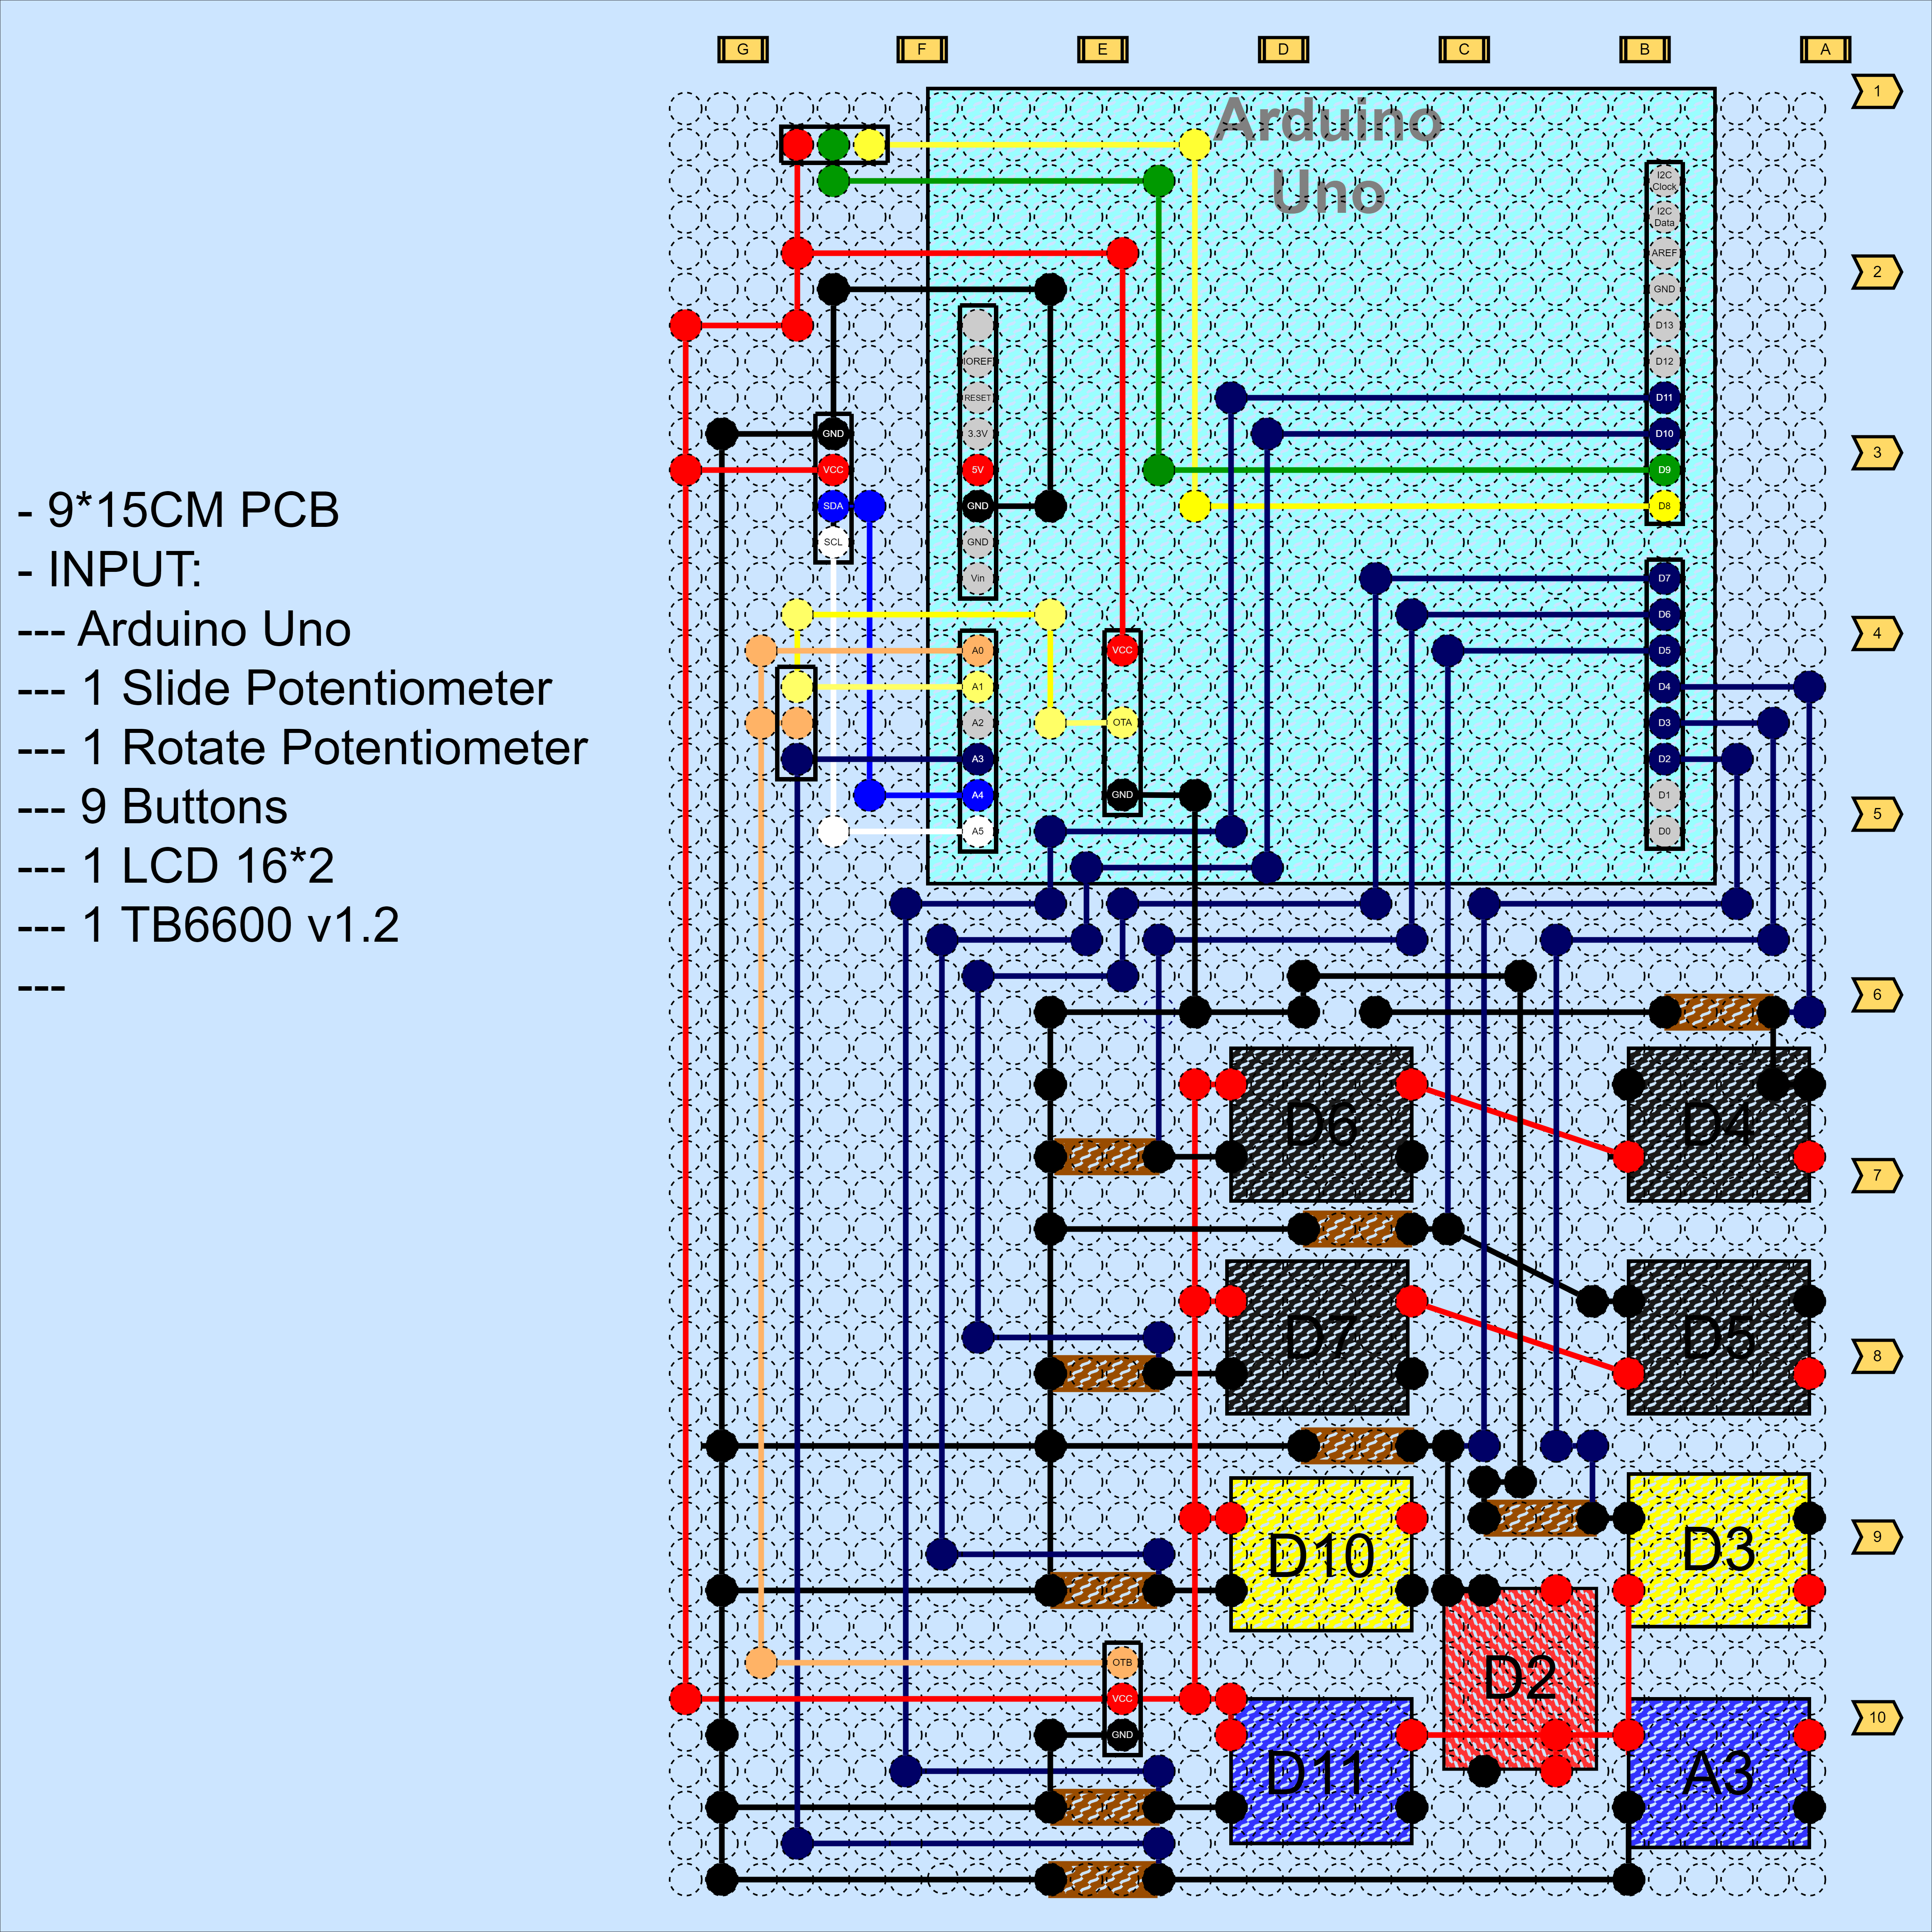 G
F
E
D
C
B
A
1
2
3
4
5
6
7
8
9
10
Arduino
Uno
- 9*15CM PCB
- INPUT:
--- Arduino Uno
--- 1 Slide Potentiometer
--- 1 Rotate Potentiometer
--- 9 Buttons
--- 1 LCD 16*2
--- 1 TB6600 v1.2
---
GND
VCC
SDA
SCL
IOREF
RESET
3.3V
5V
GND
GND
Vin
A0
A1
A2
A3
A4
A5
VCC
OTA
GND
I2C
Clock
I2C
Data
AREF
GND
D13
D12
D11
D10
D9
D8
D7
D6
D5
D4
D3
D2
D1
D0
D6
D4
D7
D5
D10
D3
D2
D11
A3
OTB
VCC
GND